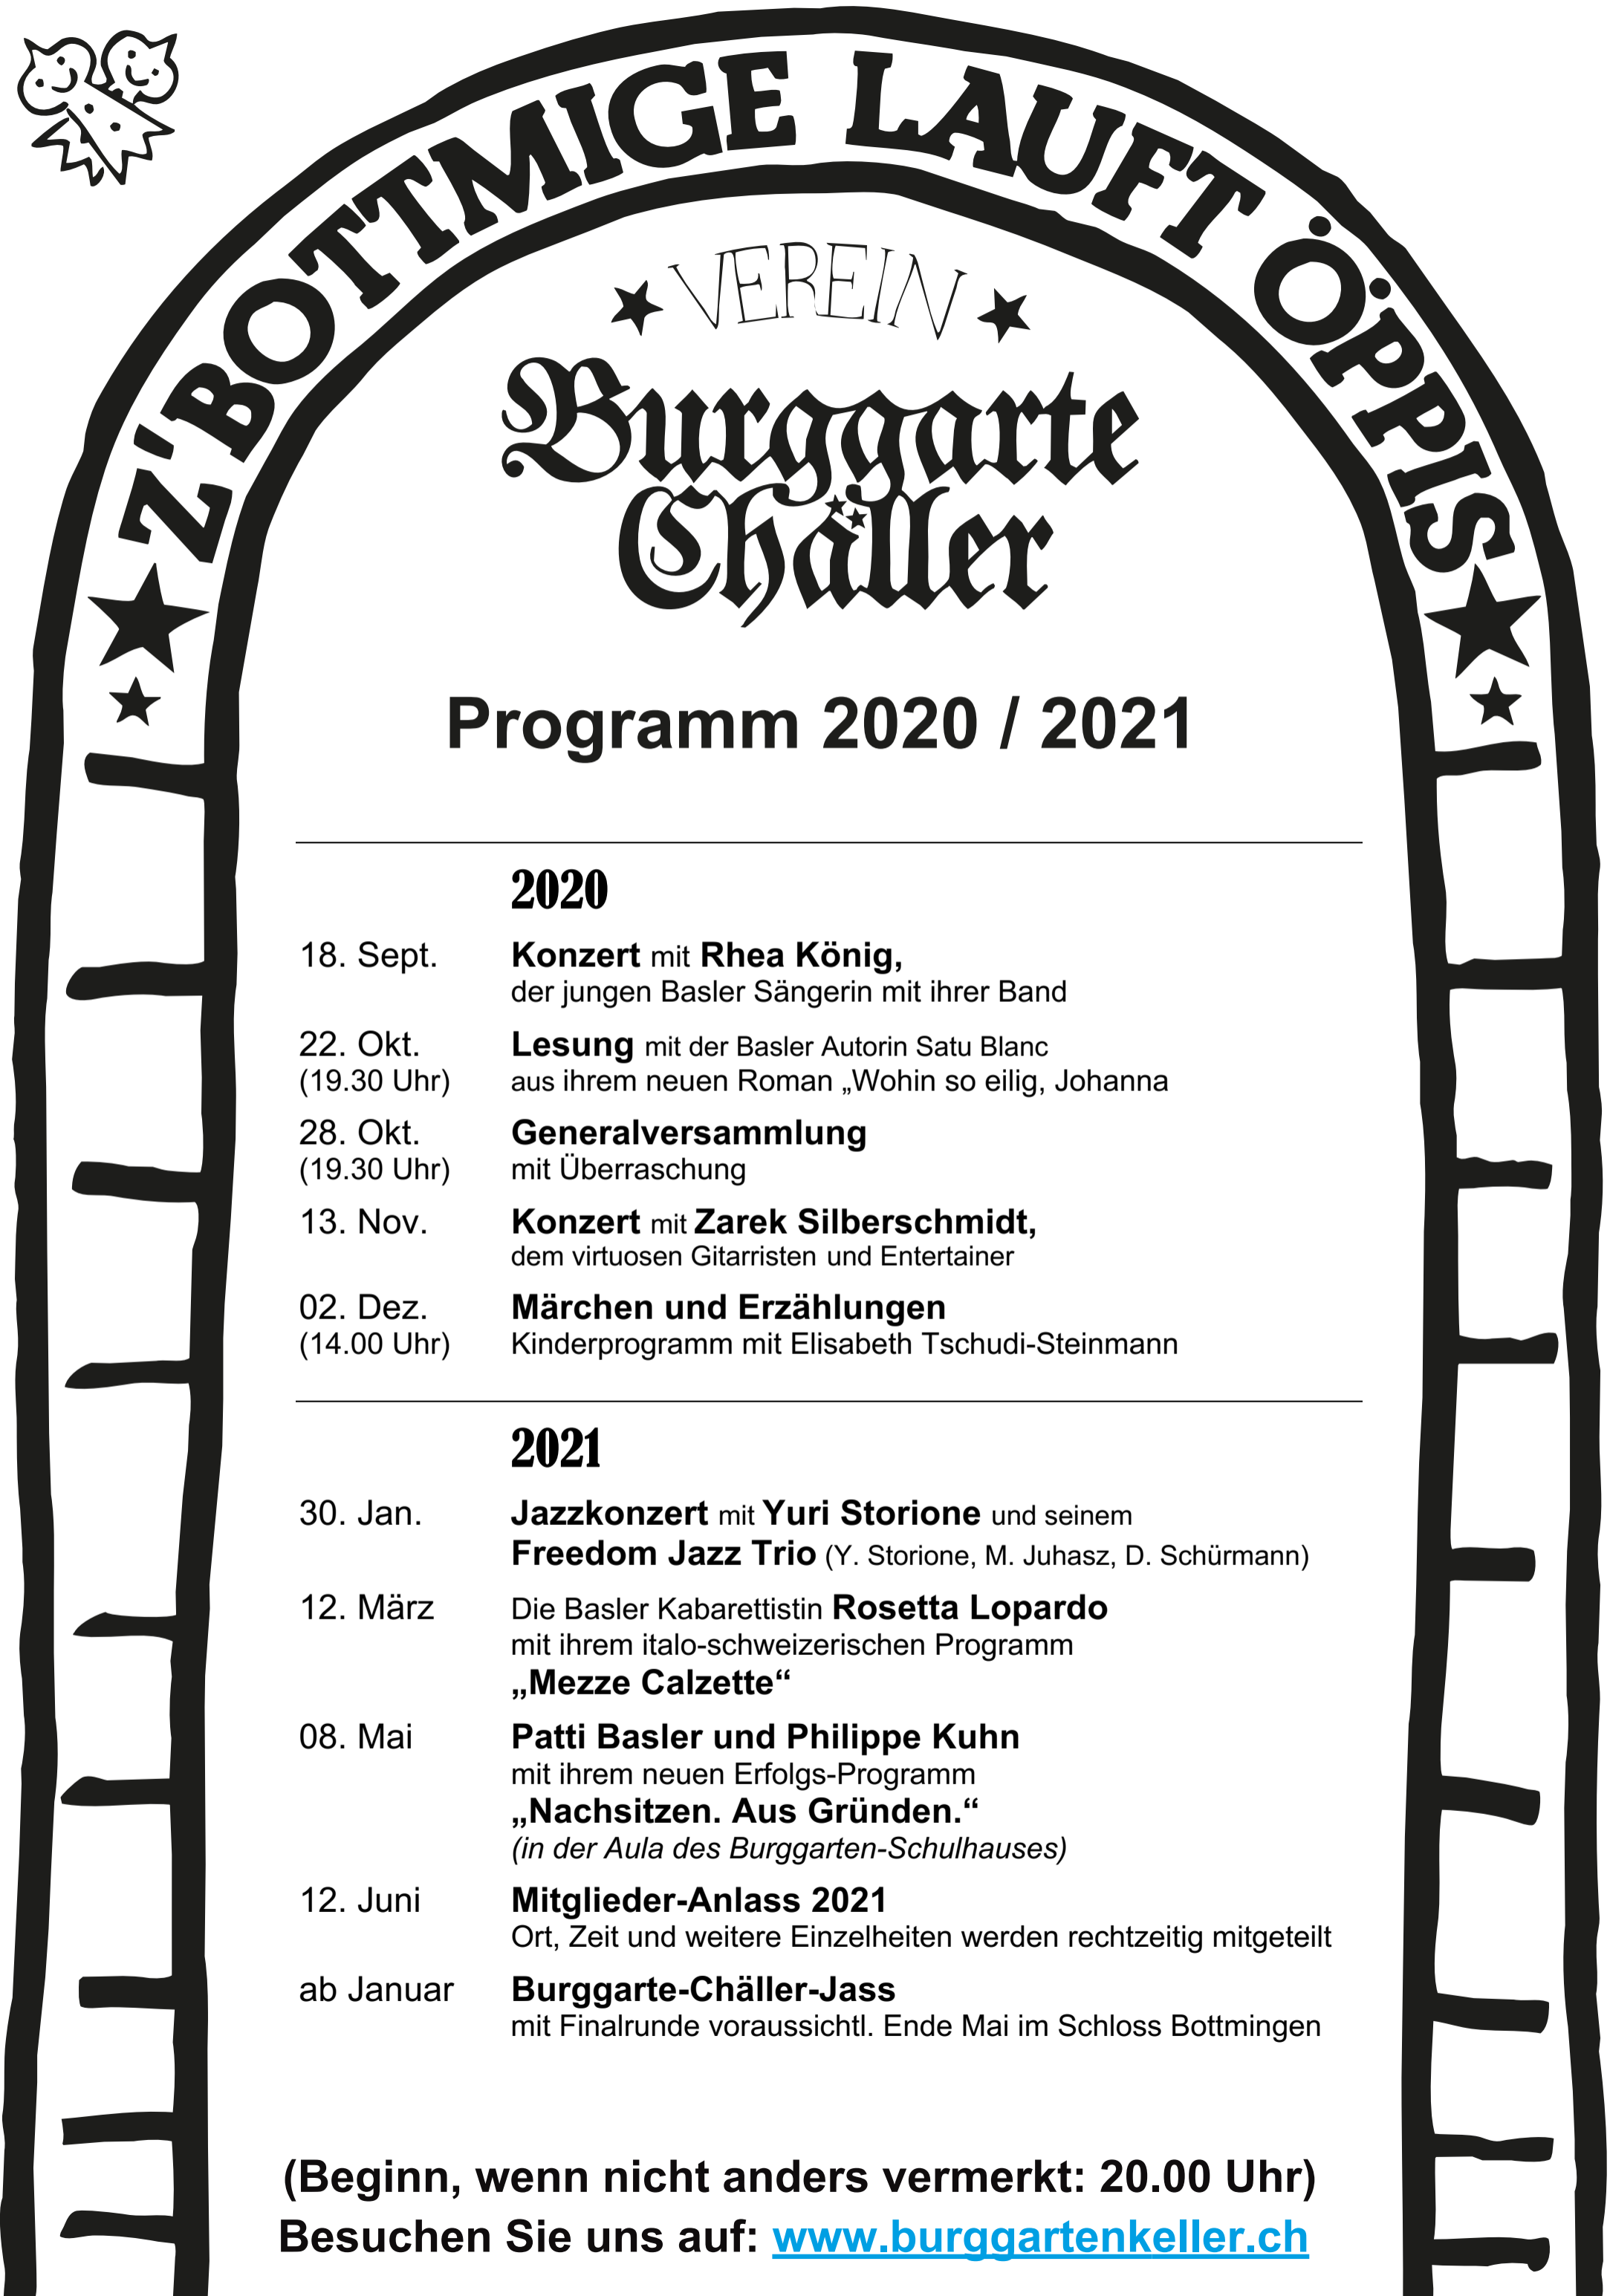 Z'BOTTMIGE LAUFT ÖPPIS
VEREIN
Burggarte
Chäller
Programm 2020 / 2021
2020
18. Sept. Konzert mit Rhea König,
der jungen Basler Sängerin mit ihrer Band
22. Okt. Lesung mit der Basler Autorin Satu Blanc
(19.30 Uhr) aus ihrem neuen Roman „Wohin so eilig, Johanna
28. Okt. Generalversammlung
(19.30 Uhr) mit Überraschung
13. Nov. Konzert mit Zarek Silberschmidt,
dem virtuosen Gitarristen und Entertainer
02. Dez. Märchen und Erzählungen
(14.00 Uhr) Kinderprogramm mit Elisabeth Tschudi-Steinmann
2021
30. Jan. Jazzkonzert mit Yuri Storione und seinem
Freedom Jazz Trio (Y. Storione, M. Juhasz, D. Schürmann)
12. März Die Basler Kabarettistin Rosetta Lopardo
mit ihrem italo-schweizerischen Programm
„Mezze Calzette“
08. Mai Patti Basler und Philippe Kuhn
mit ihrem neuen Erfolgs-Programm
„Nachsitzen. Aus Gründen.“
(in der Aula des Burggarten-Schulhauses)
12. Juni Mitglieder-Anlass 2021
Ort, Zeit und weitere Einzelheiten werden rechtzeitig mitgeteilt
ab Januar Burggarte-Chäller-Jass
mit Finalrunde voraussichtl. Ende Mai im Schloss Bottmingen
(Beginn, wenn nicht anders vermerkt: 20.00 Uhr)
Besuchen Sie uns auf: www.burggartenkeller.ch